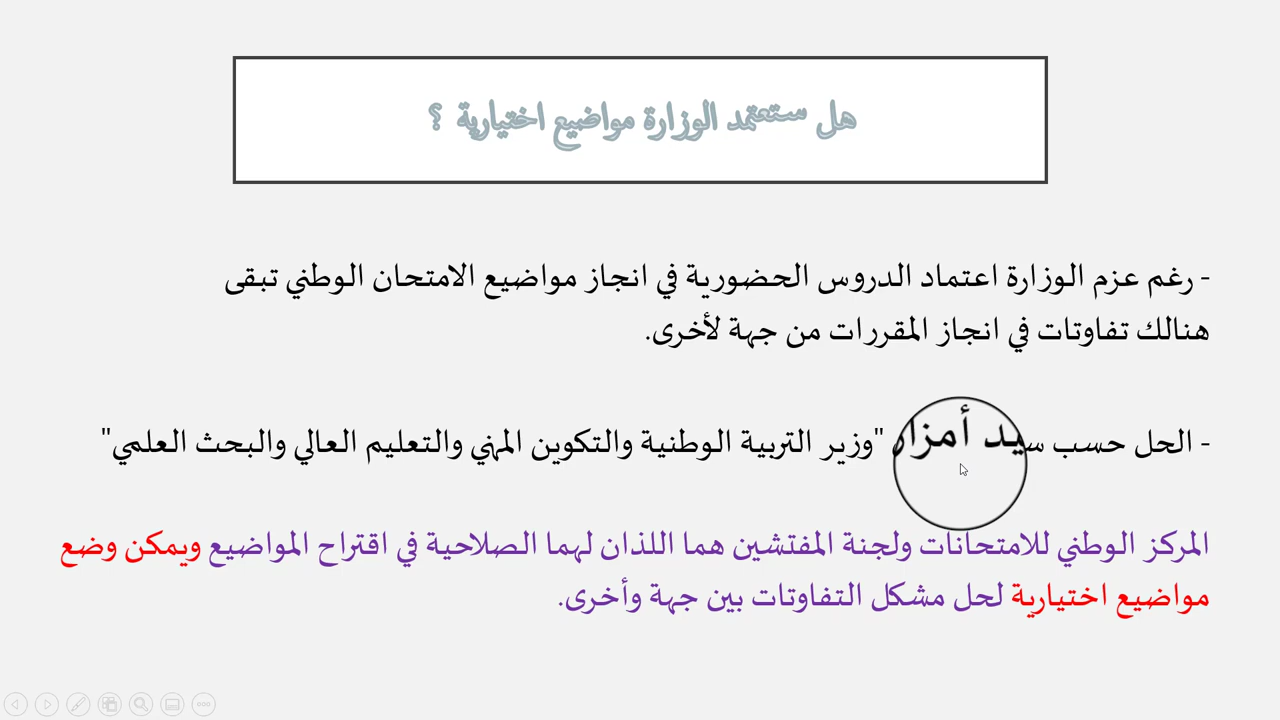 هل ستعتمد الوزارة مواضيع اختيارية ؟
- رغم عزم الوزارة اعتماد الدروس الحضورية في انجاز مواضيع الامتحان الوطني تبقى
هنالك تفاوتات في انجاز المقررات من جهة لأخرى.
- الحل حسب "وزير التربية الوطنية والتكوين المهني والتعليم العالي والبحث العلمي"
المركز الوطني للامتحانات ولجنة المفتشين هما اللذان لهما الصلاحية في اقتراح المواضيع ويمكن وضع
مواضيع اختيارية لحل مشكل التفاوتات بين جهة وأخرى.